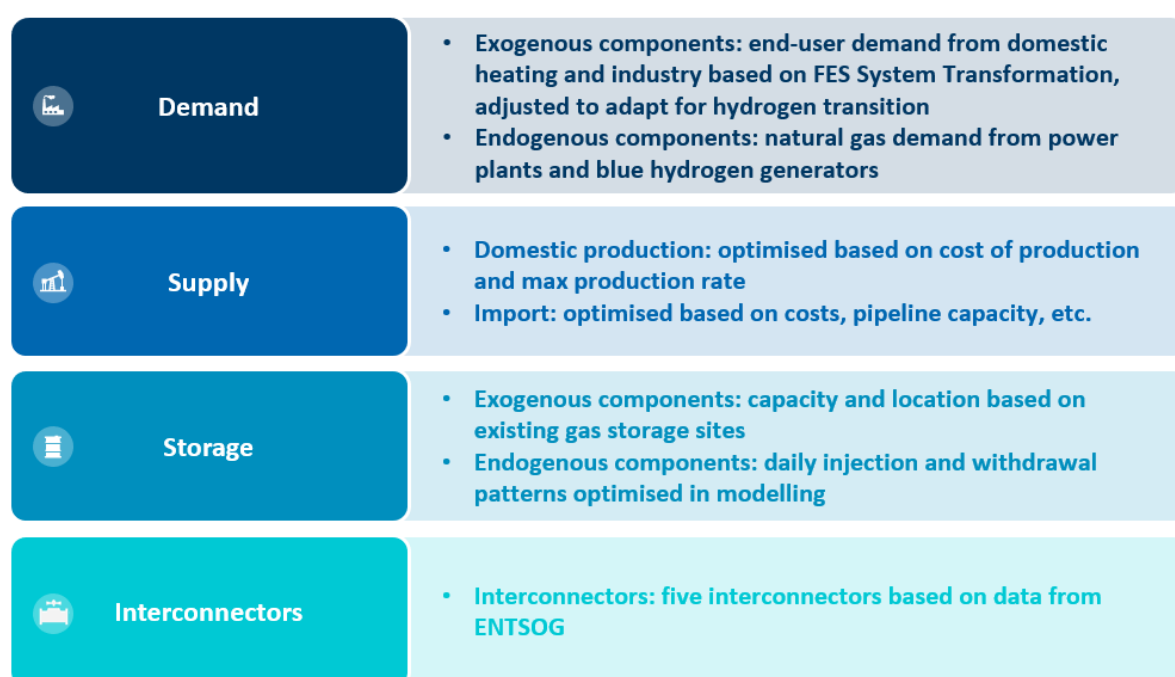 Demand
• Exogenous components: end-user demand from domestic
heating and industry based on FES System Transformation,
adjusted to adapt for hydrogen transition
• Endogenous components: natural gas demand from power
plants and blue hydrogen generators
Supply
• Domestic production: optimised based on cost of production
and max production rate
• Import: optimised based on costs, pipeline capacity, etc.
Storage
• Exogenous components: capacity and location based on
existing gas storage sites
• Endogenous components: daily injection and withdrawal
patterns optimised in modelling
Interconnectors
• Interconnectors: five interconnectors based on data from
ENTSOG